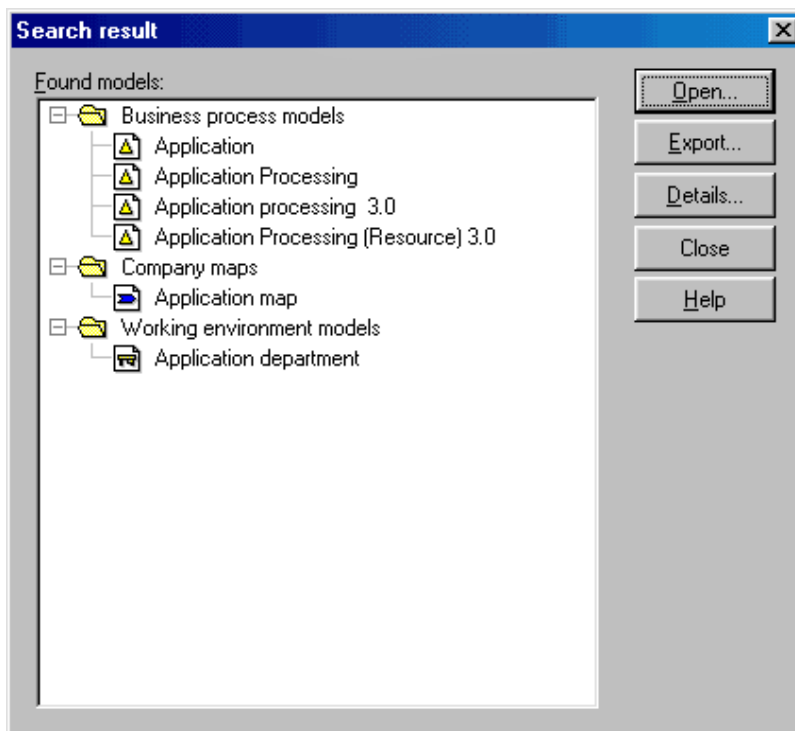 Search result
Found models:
Business process models
Application
Application Processing
Application processing  3.0
Application Processing (Resource) 3.0
Company maps
Application map
Working environment models
Application department
Open...
Export...
Details...
Close
Help